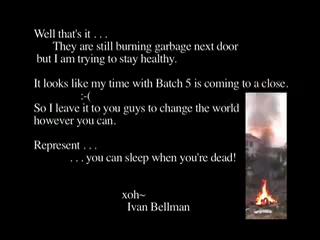 Well that's it . . .
They are still burning garbage next door
but I am trying to stay healthy.
It looks like my time with Batch 5 is coming to a close.
:-(
So I leave it to you guys to change the world
however you can.
Represent . . .
. . . you can sleep when you're dead!
xoh~
Ivan Bellman